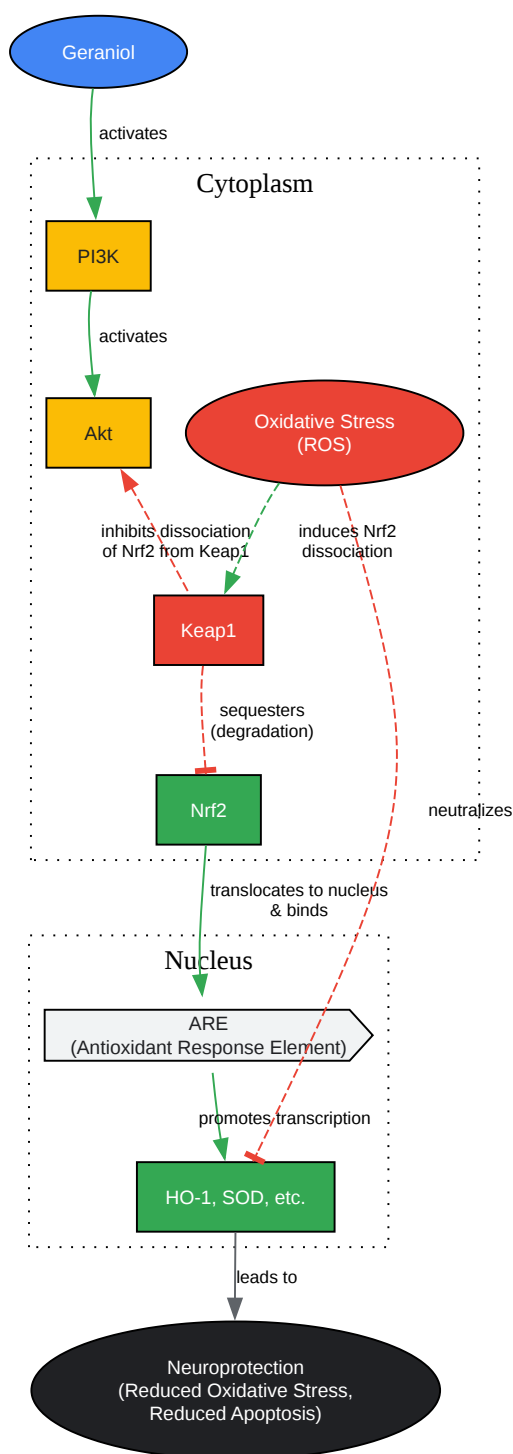 Geraniol
activates
Cytoplasm
PI3K
activates
Akt
Oxidative Stress
(ROS)
inhibits dissociation
of Nrf2 from Keap1
induces Nrf2
dissociation
Keap1
sequesters
(degradation)
Nrf2
neutralizes
translocates to nucleus
& binds
Nucleus
ARE
(Antioxidant Response Element)
promotes transcription
HO-1, SOD, etc.
leads to
Neuroprotection
(Reduced Oxidative Stress,
Reduced Apoptosis)